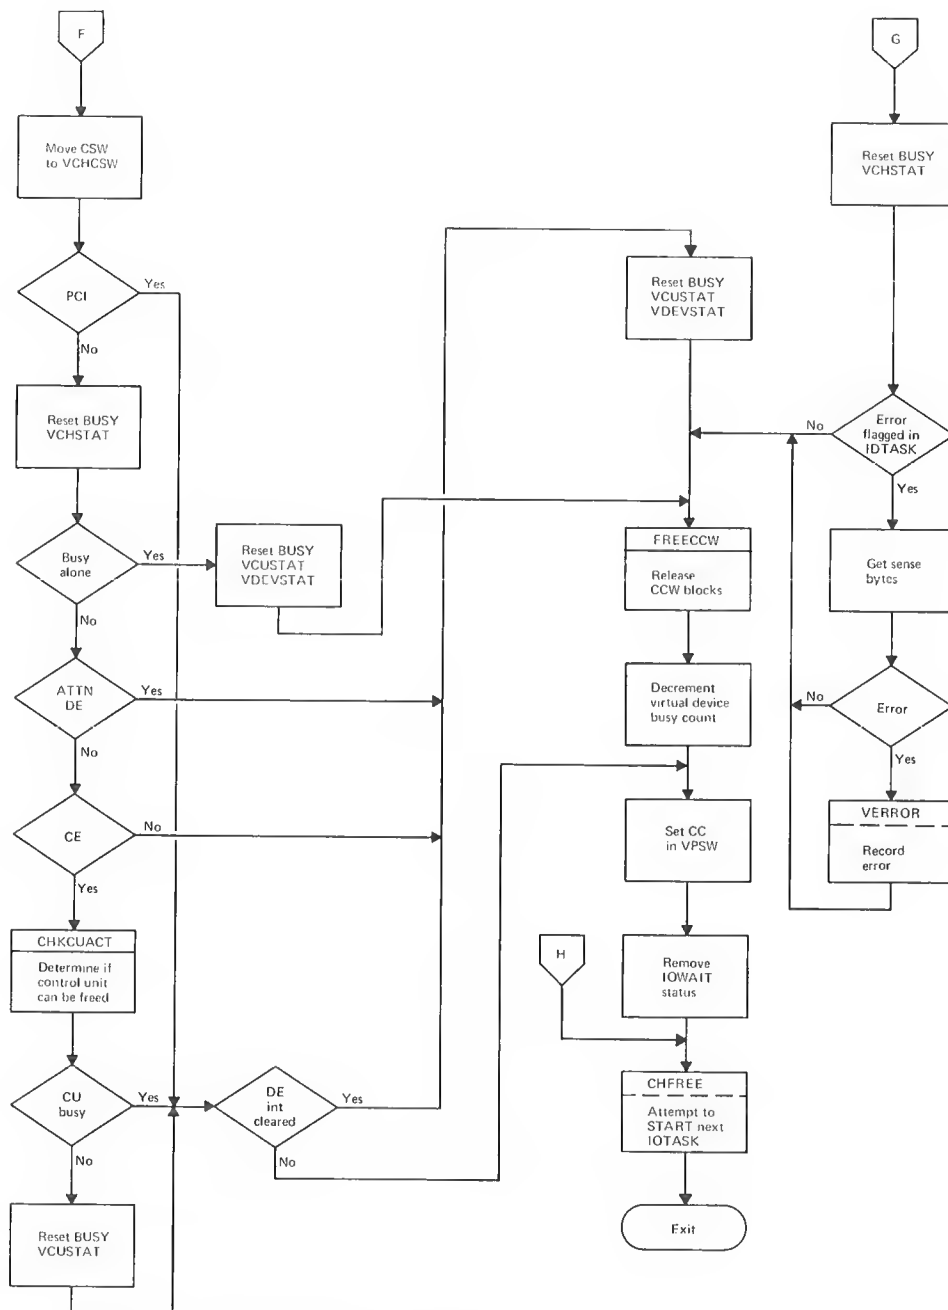 F
Move CSW
to VCHCSW
PCI
Yes
No
Reset BUSY
VCHSTAT
Busy
alone
Yes
No
Reset BUSY
VCUSTAT
VDEVSTAT
ATTN
DE
Yes
No
CE
No
Yes
CHKCUACT
Determine if
control unit
can be freed
CU
busy
Yes
No
Reset BUSY
VCUSTAT
DE
int
cleared
Yes
No
Reset BUSY
VCUSTAT
VDEVSTAT
FREECCW
Release
CCW blocks
Decrement
virtual device
busy count
Set CC
in VPSW
H
Remove
IOWAIT
status
CHFREE
Attempt to
START next
IOTASK
Exit
G
Reset BUSY
VCHSTAT
Error
flagged in
IDTASK
No
Yes
Get sense
bytes
Error
No
Yes
VERROR
Record
error